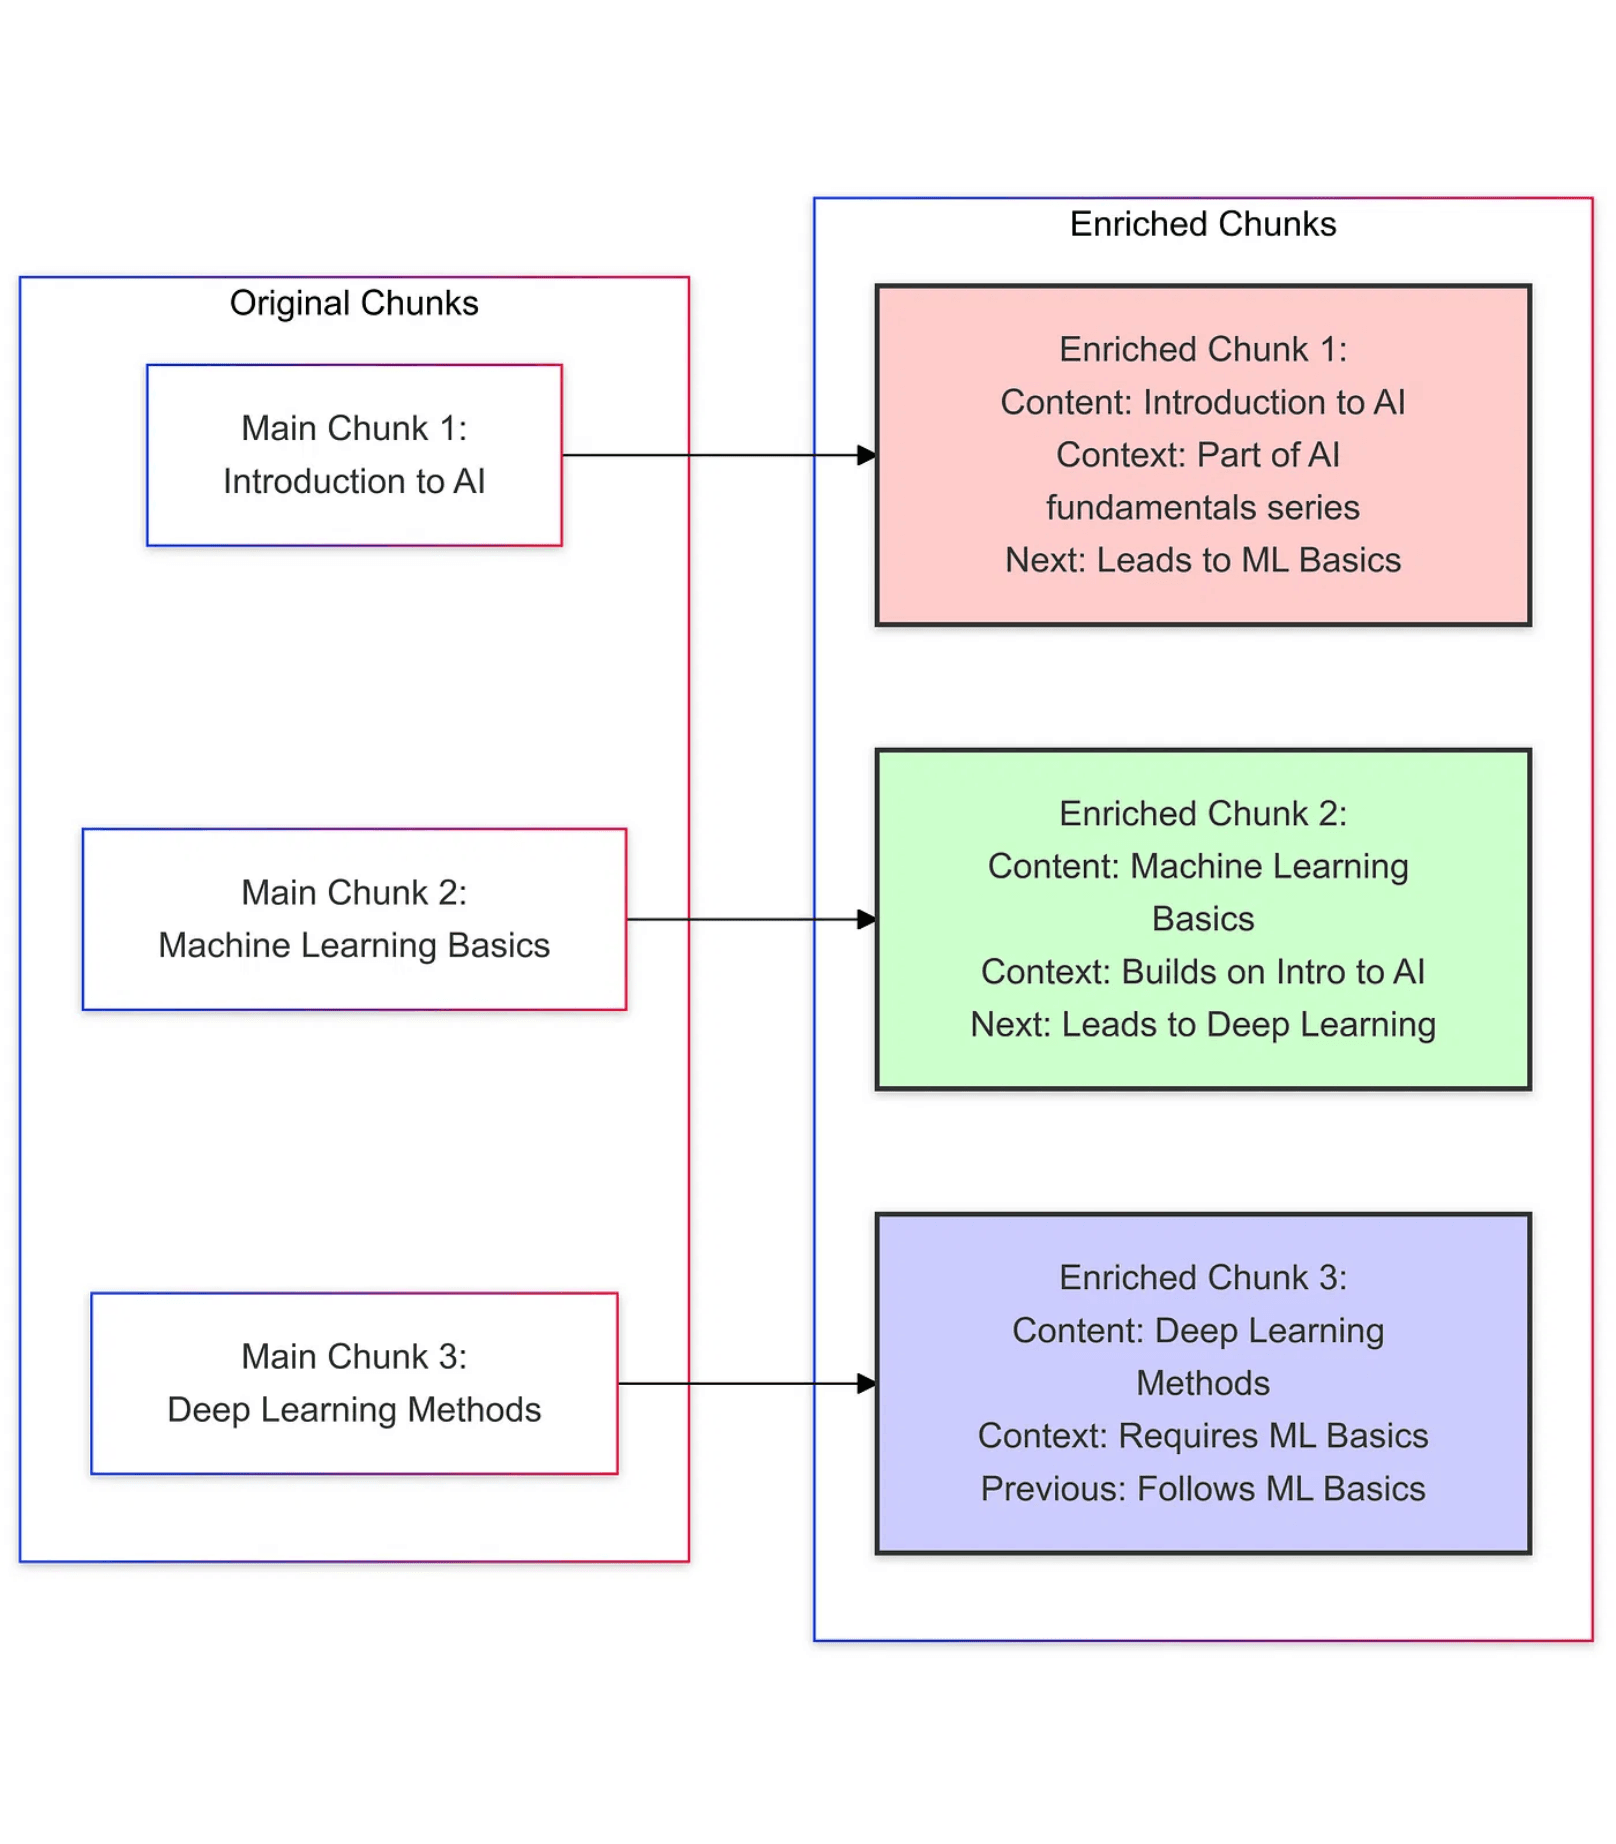 Original Chunks
Main Chunk 1:
Introduction to AI
Main Chunk 2:
Machine Learning Basics
Main Chunk 3:
Deep Learning Methods
Enriched Chunks
Enriched Chunk 1:
Content: Introduction to AI
Context: Part of AI
fundamentals series
Next: Leads to ML Basics
Enriched Chunk 2:
Content: Machine Learning
Basics
Context: Builds on Intro to AI
Next: Leads to Deep Learning
Enriched Chunk 3:
Content: Deep Learning
Methods
Context: Requires ML Basics
Previous: Follows ML Basics